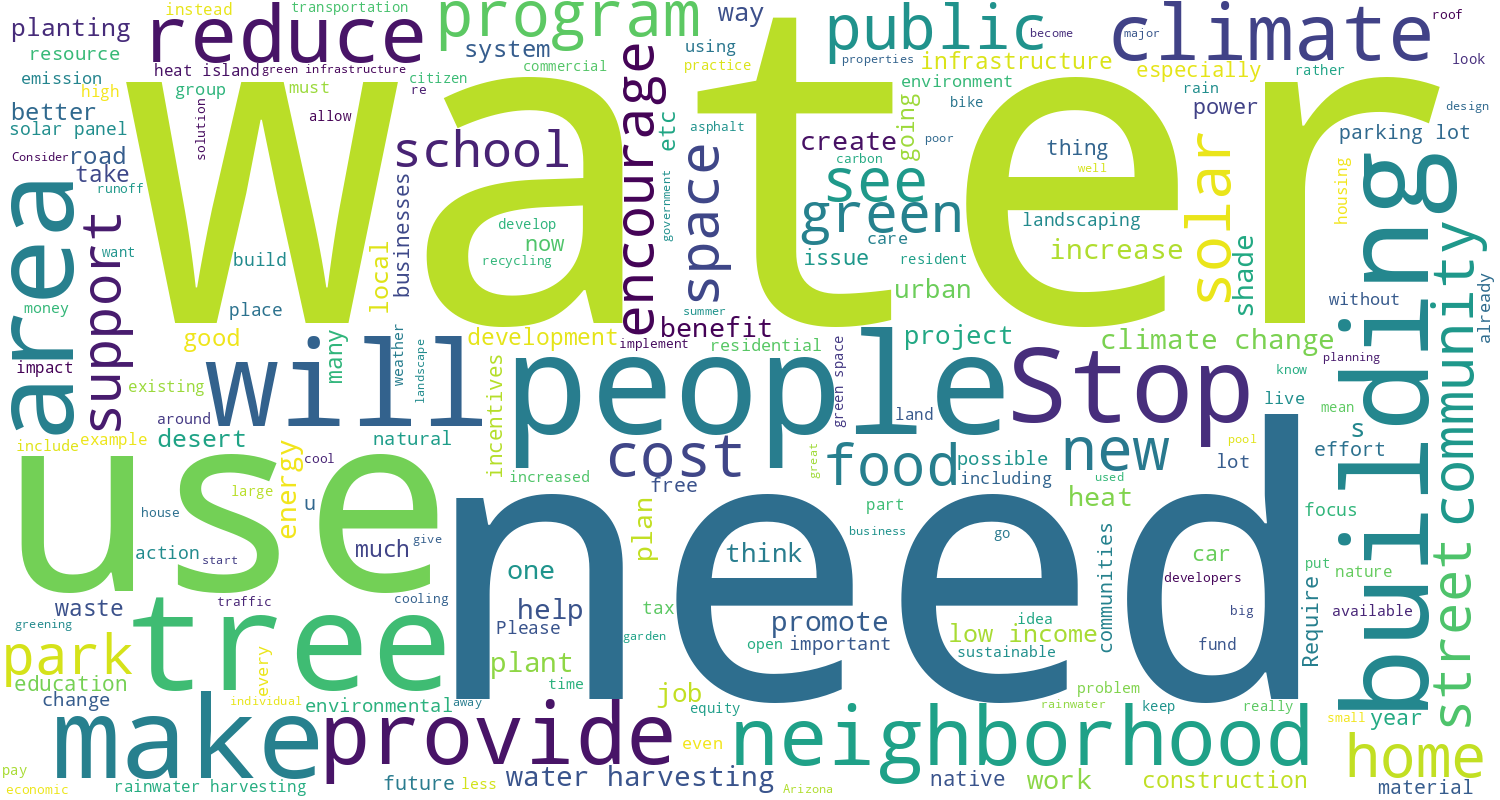 instead
transportation
planting
reduce
program
way
public
climate
roof
become
major
resource
system
using
look
emission
heat island
green infrastructure
commercial
citizen
practice
properties
infrastructure
especially
rather
high
group
must
re
environment
rain
better
solution
allow
water
etc
asphalt
going
bike
power
design
solar panel
school
encourage
space
create
poor
thing
parking lot
Consider
road
take
runoff
businesses
carbon
see
well
solar
housing
area
support
develop
government
green
landscaping
want
build
local
now
recycling
care
issue
resident
increase
shade
building
community
money
place
summer
urban
already
without
good
many
weather
development
implement
benefit
residential
project
climate change
planning
impact
existing
landscape
will
people
green space
Stop
know
around
incentives
land
live
mean
include
example
desert
natural
cost
great
food
possible
new
pool
s
effort
energy
cool
increased
free
including
used
lot
large
use
u
part
heat
focus
house
need
plan
business
go
street
action
start
much
give
think
car
put
nature
one
communities
developers
waste
traffic
cooling
help
tax
promote
idea
big
Require
available
greening
tree
Please
garden
open
important
low income
sustainable
fund
park
every
plant
education
time
job
problem
change
individual
environmental
away
equity
rainwater
keep
really
small
year
make
provide
even
neighborhood
home
pay
economic
rainwater harvesting
future
less
water harvesting
Arizona
native
work
construction
material